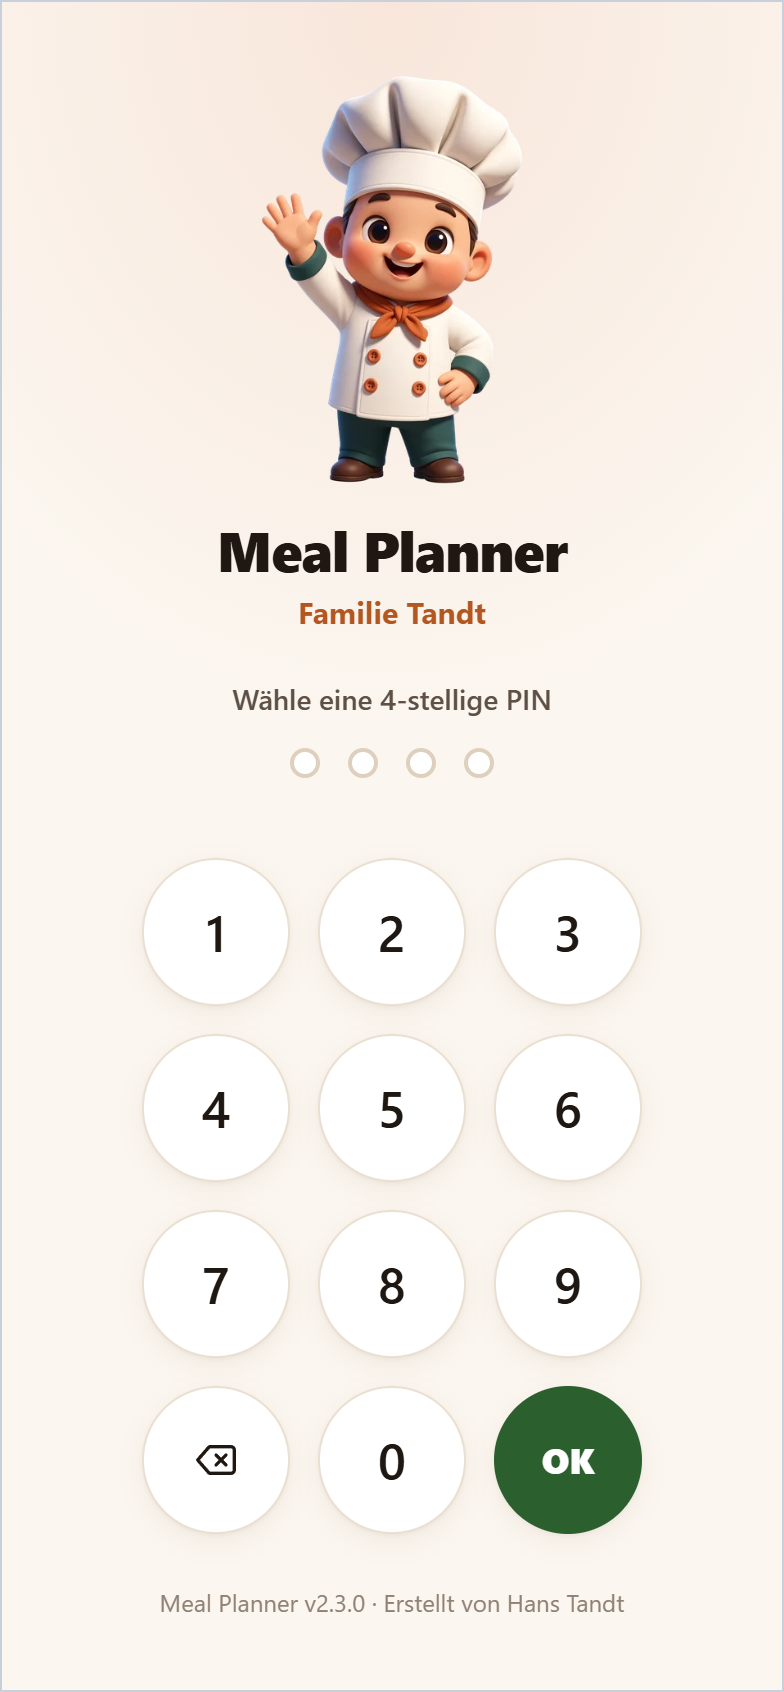 Meal Planner
Familie Tandt
Wähle eine 4-stellige PIN
1 2 3
4 5 6
7 8 9
0 OK
Meal Planner v2.3.0 · Erstellt von Hans Tandt